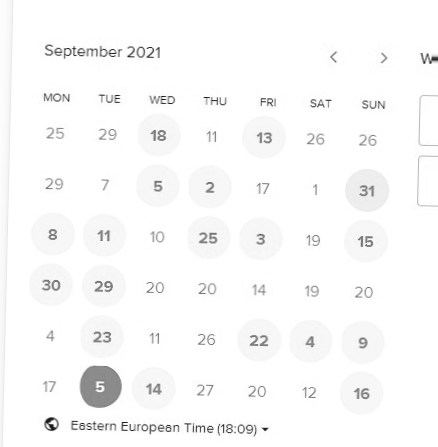 September 2021 < >
MON TUE WED THU FRI SAT SUN
25 29 18 11 13 26 26
29 7 5 2 17 1 31
8 11 10 25 3 19 15
30 29 20 20 14 19 20
4 23 11 26 22 4 9
17 5 14 27 20 12 16
Eastern European Time (18:09)